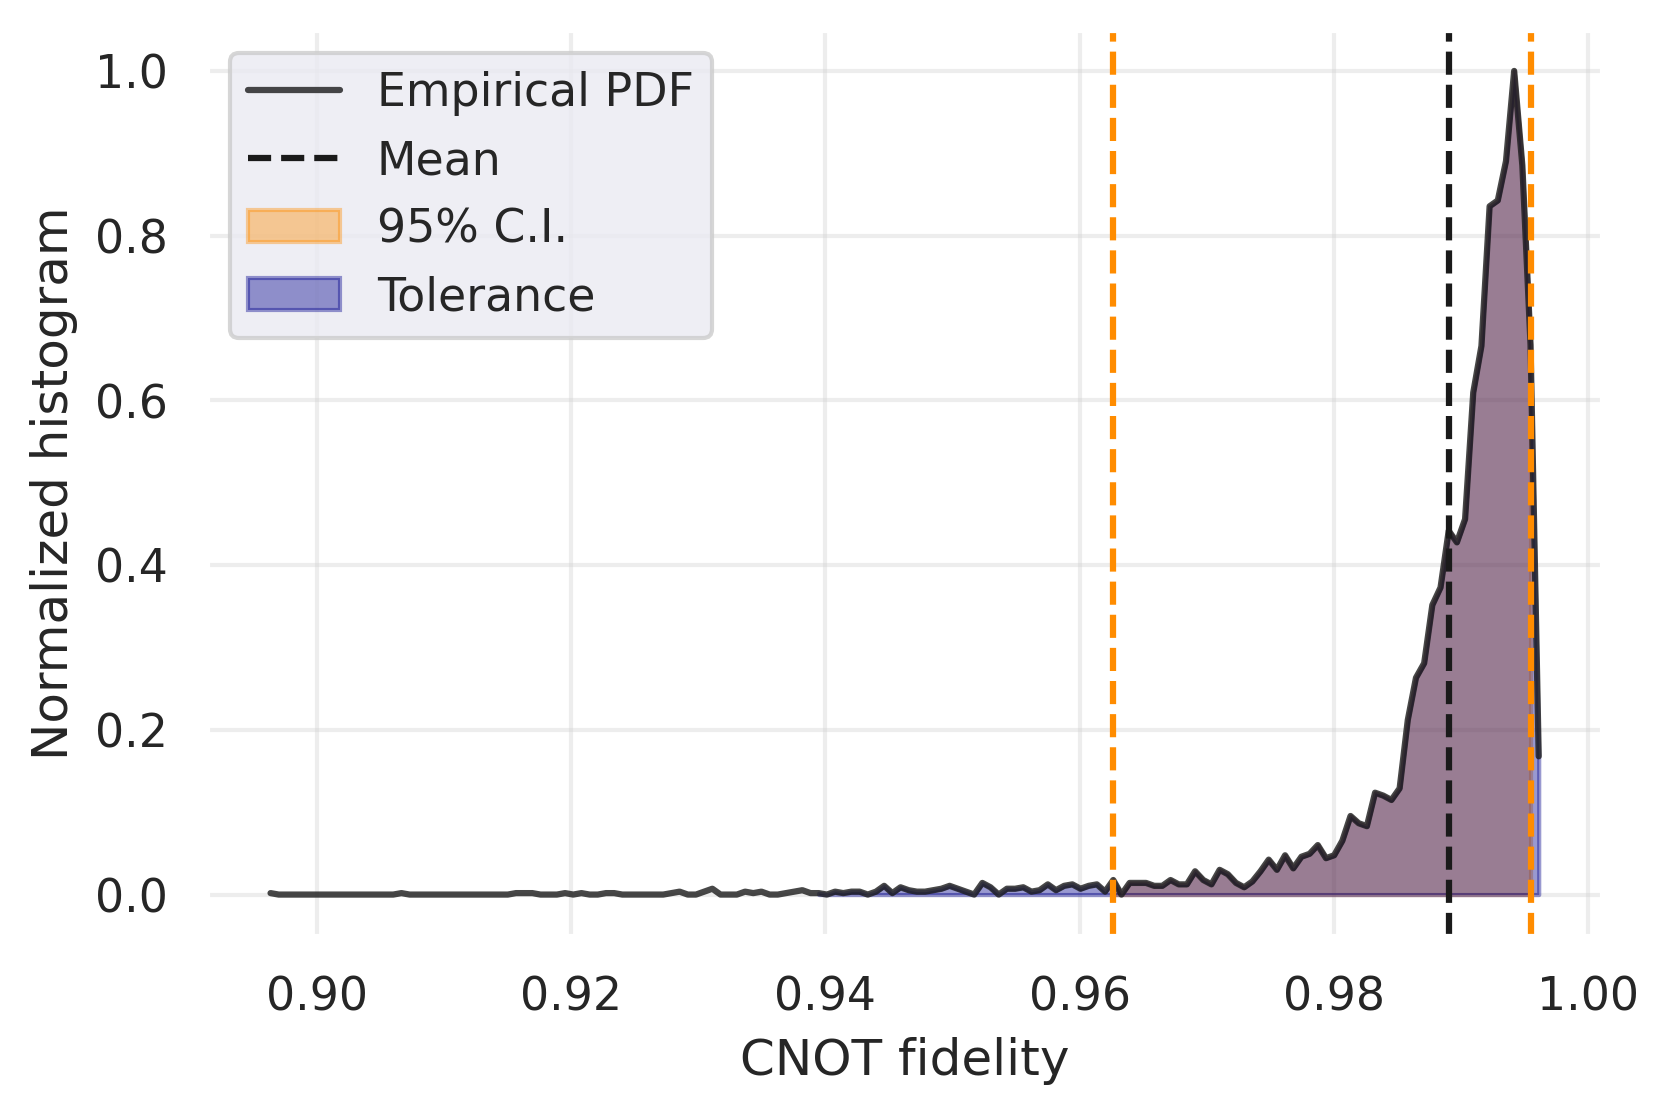 Empirical PDF
Mean
95% C.I.
Tolerance
Normalized histogram
1.0
0.8
0.6
0.4
0.2
0.0
0.90 0.92 0.94 0.96 0.98 1.00
CNOT fidelity